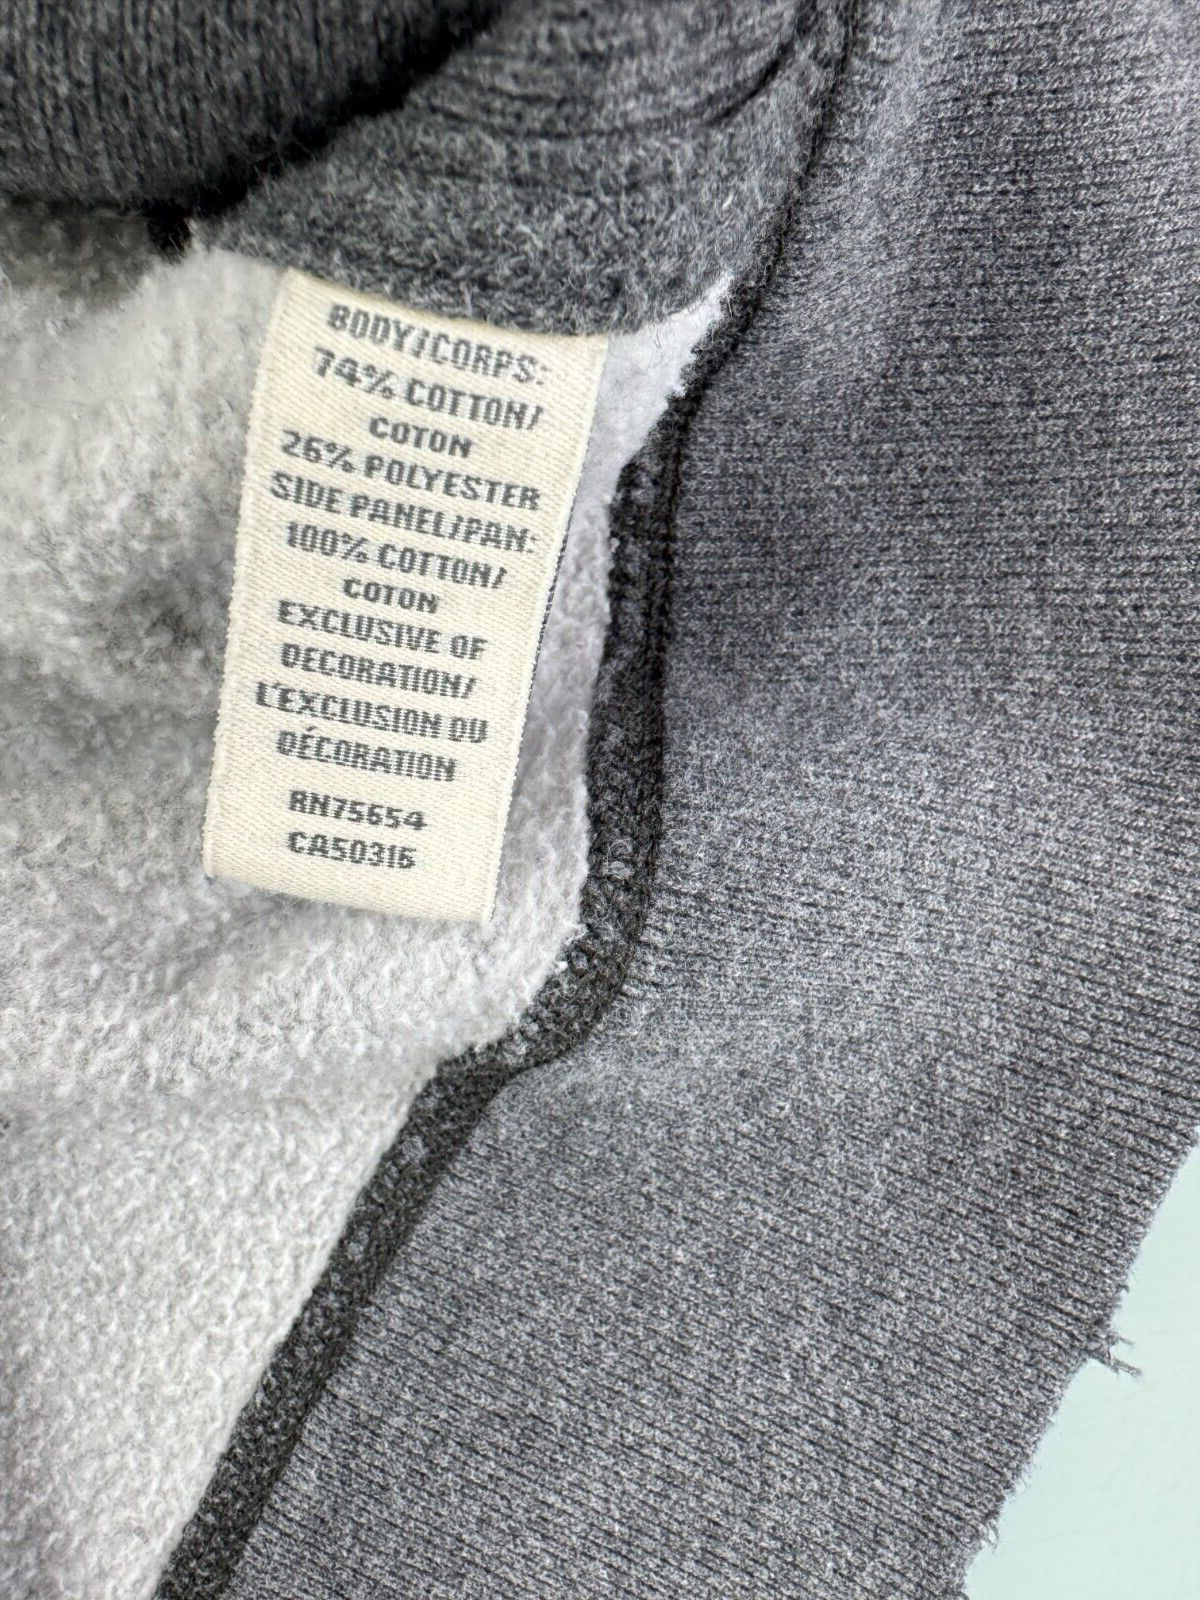 BODY/CORPS:
74% COTTON/
COTON
26% POLYESTER
SIDE PANEL/PAN:
100% COTTON/
COTON
EXCLUSIVE OF
DECORATION/
L'EXCLUSION DU
DÉCORATION
RN75654
CA50316